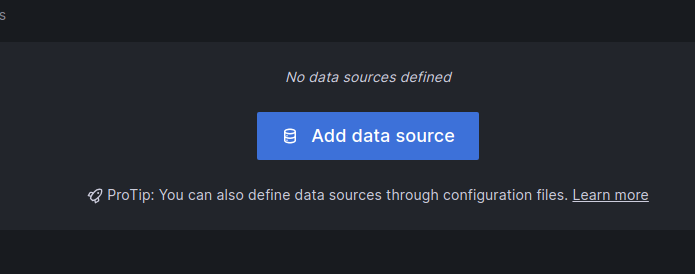 s
No data sources defined
Add data source
ProTip: You can also define data sources through configuration files. Learn more